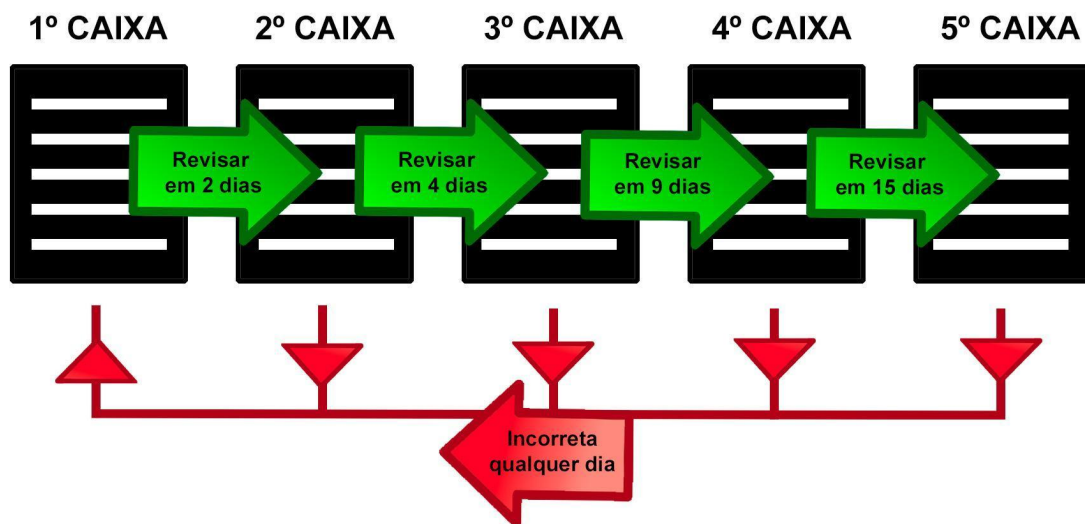 1º CAIXA
2º CAIXA
3º CAIXA
4º CAIXA
5º CAIXA
Revisar
em 2 dias
Revisar
em 4 dias
Revisar
em 9 dias
Revisar
em 15 dias
Incorreta
qualquer dia